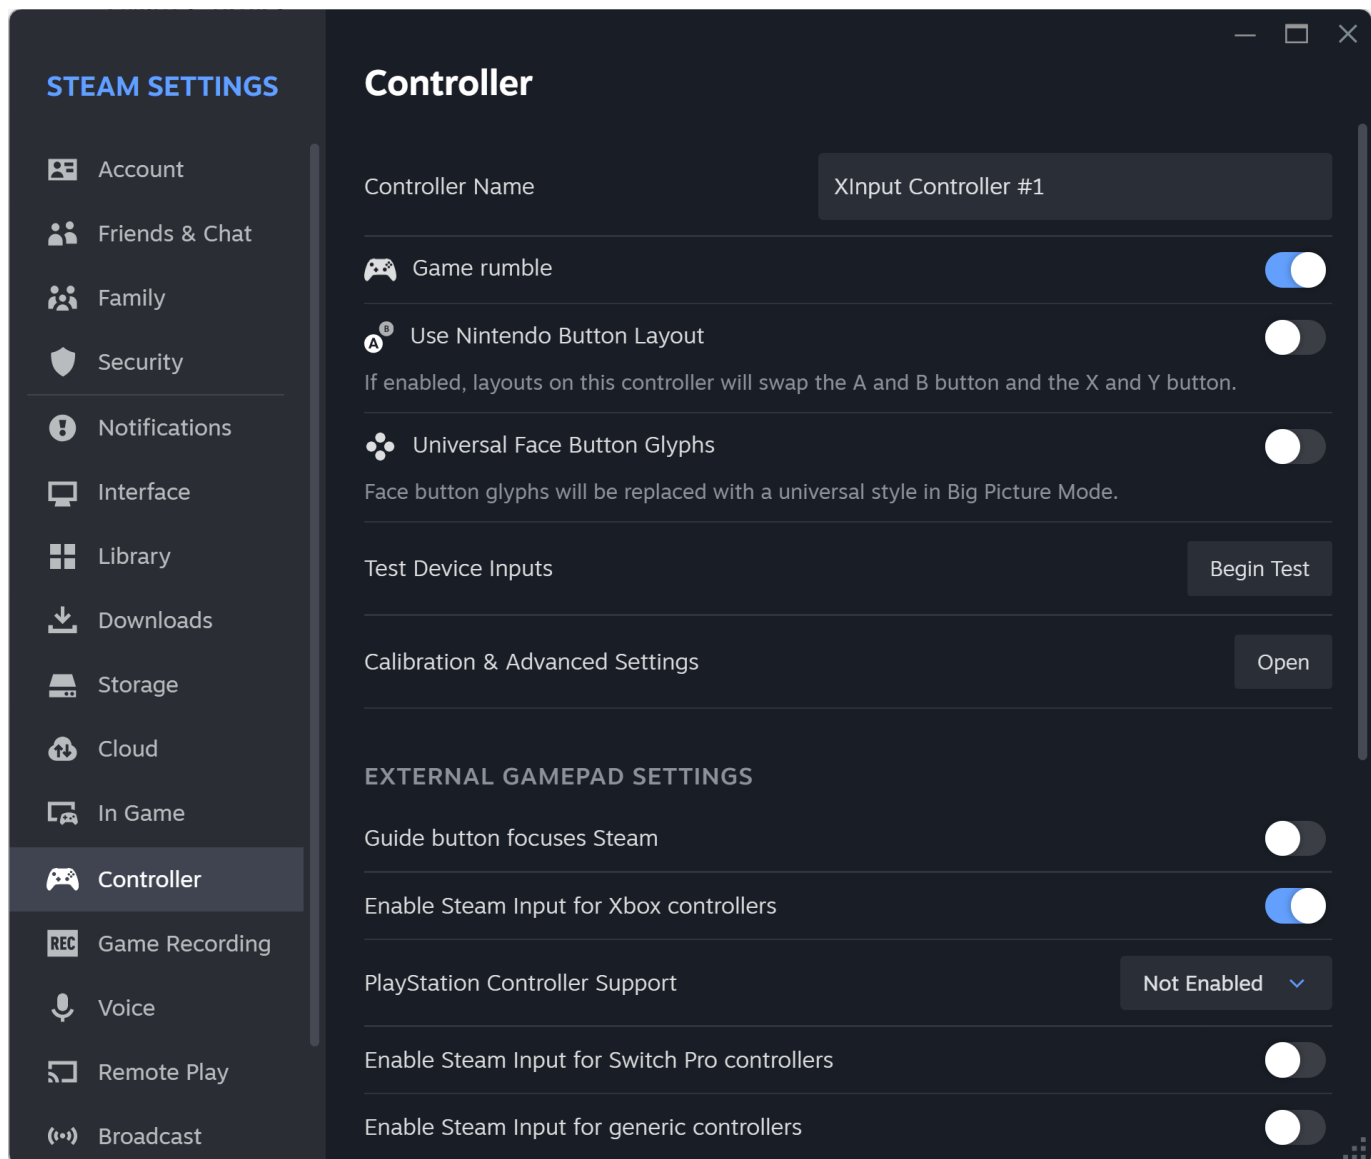 STEAM SETTINGS
Account
Friends & Chat
Family
Security
Notifications
Interface
Library
Downloads
Storage
Cloud
In Game
Controller
REC Game Recording
Voice
Remote Play
Broadcast
Controller
Controller Name
XInput Controller #1
Game rumble
A B Use Nintendo Button Layout
If enabled, layouts on this controller will swap the A and B button and the X and Y button.
Universal Face Button Glyphs
Face button glyphs will be replaced with a universal style in Big Picture Mode.
Test Device Inputs
Begin Test
Calibration & Advanced Settings
Open
EXTERNAL GAMEPAD SETTINGS
Guide button focuses Steam
Enable Steam Input for Xbox controllers
PlayStation Controller Support
Not Enabled
Enable Steam Input for Switch Pro controllers
Enable Steam Input for generic controllers